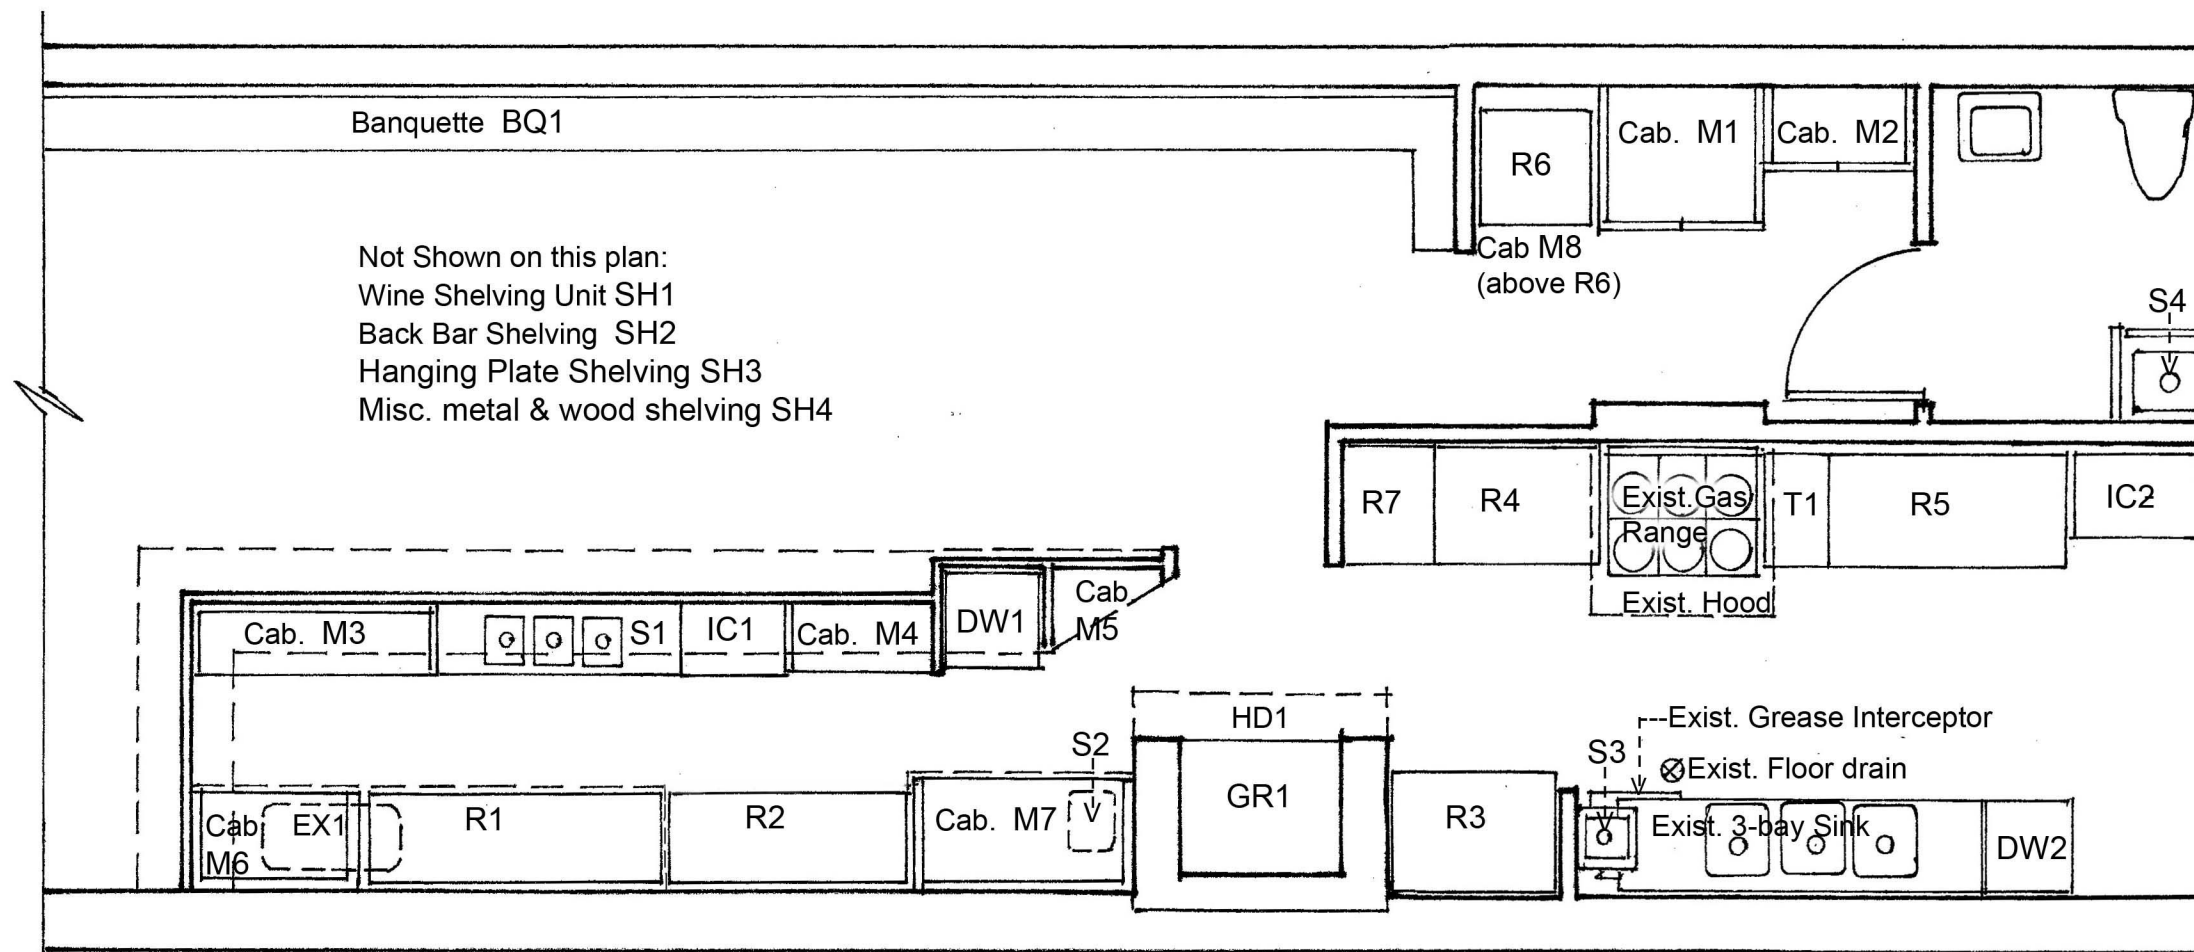 Banquette BQ1
Cab. M1
Cab. M2
R6
Cab M8
(above R6)
Not Shown on this plan:
Wine Shelving Unit SH1
Back Bar Shelving SH2
Hanging Plate Shelving SH3
Misc. metal & wood shelving SH4
S4
R7
R4
Exist.Gas
Range
T1
R5
IC2
Exist. Hood
Cab. M3
S1
IC1
Cab. M4
DW1
Cab
M5
HD1
S2
Exist. Grease Interceptor
S3
Exist. Floor drain
Cab
M6
EX1
R1
R2
Cab. M7
GR1
R3
Exist. 3-bay Sink
DW2